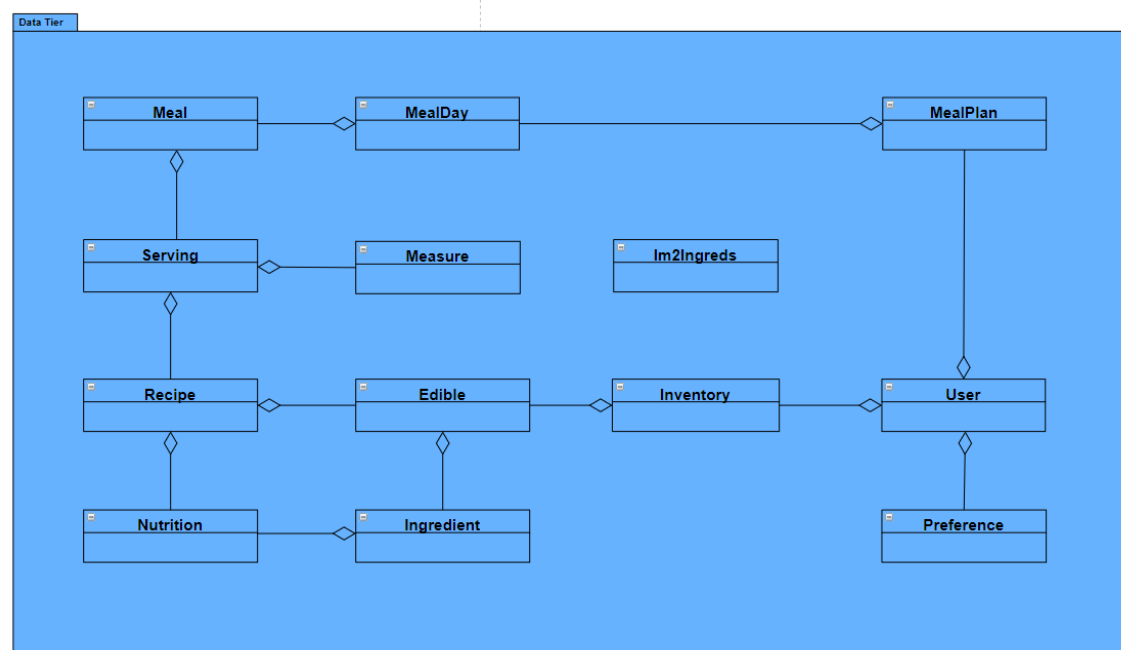 Data Tier
Meal
MealDay
MealPlan
Serving
Measure
Im2Ingreds
Recipe
Edible
Inventory
User
Nutrition
Ingredient
Preference